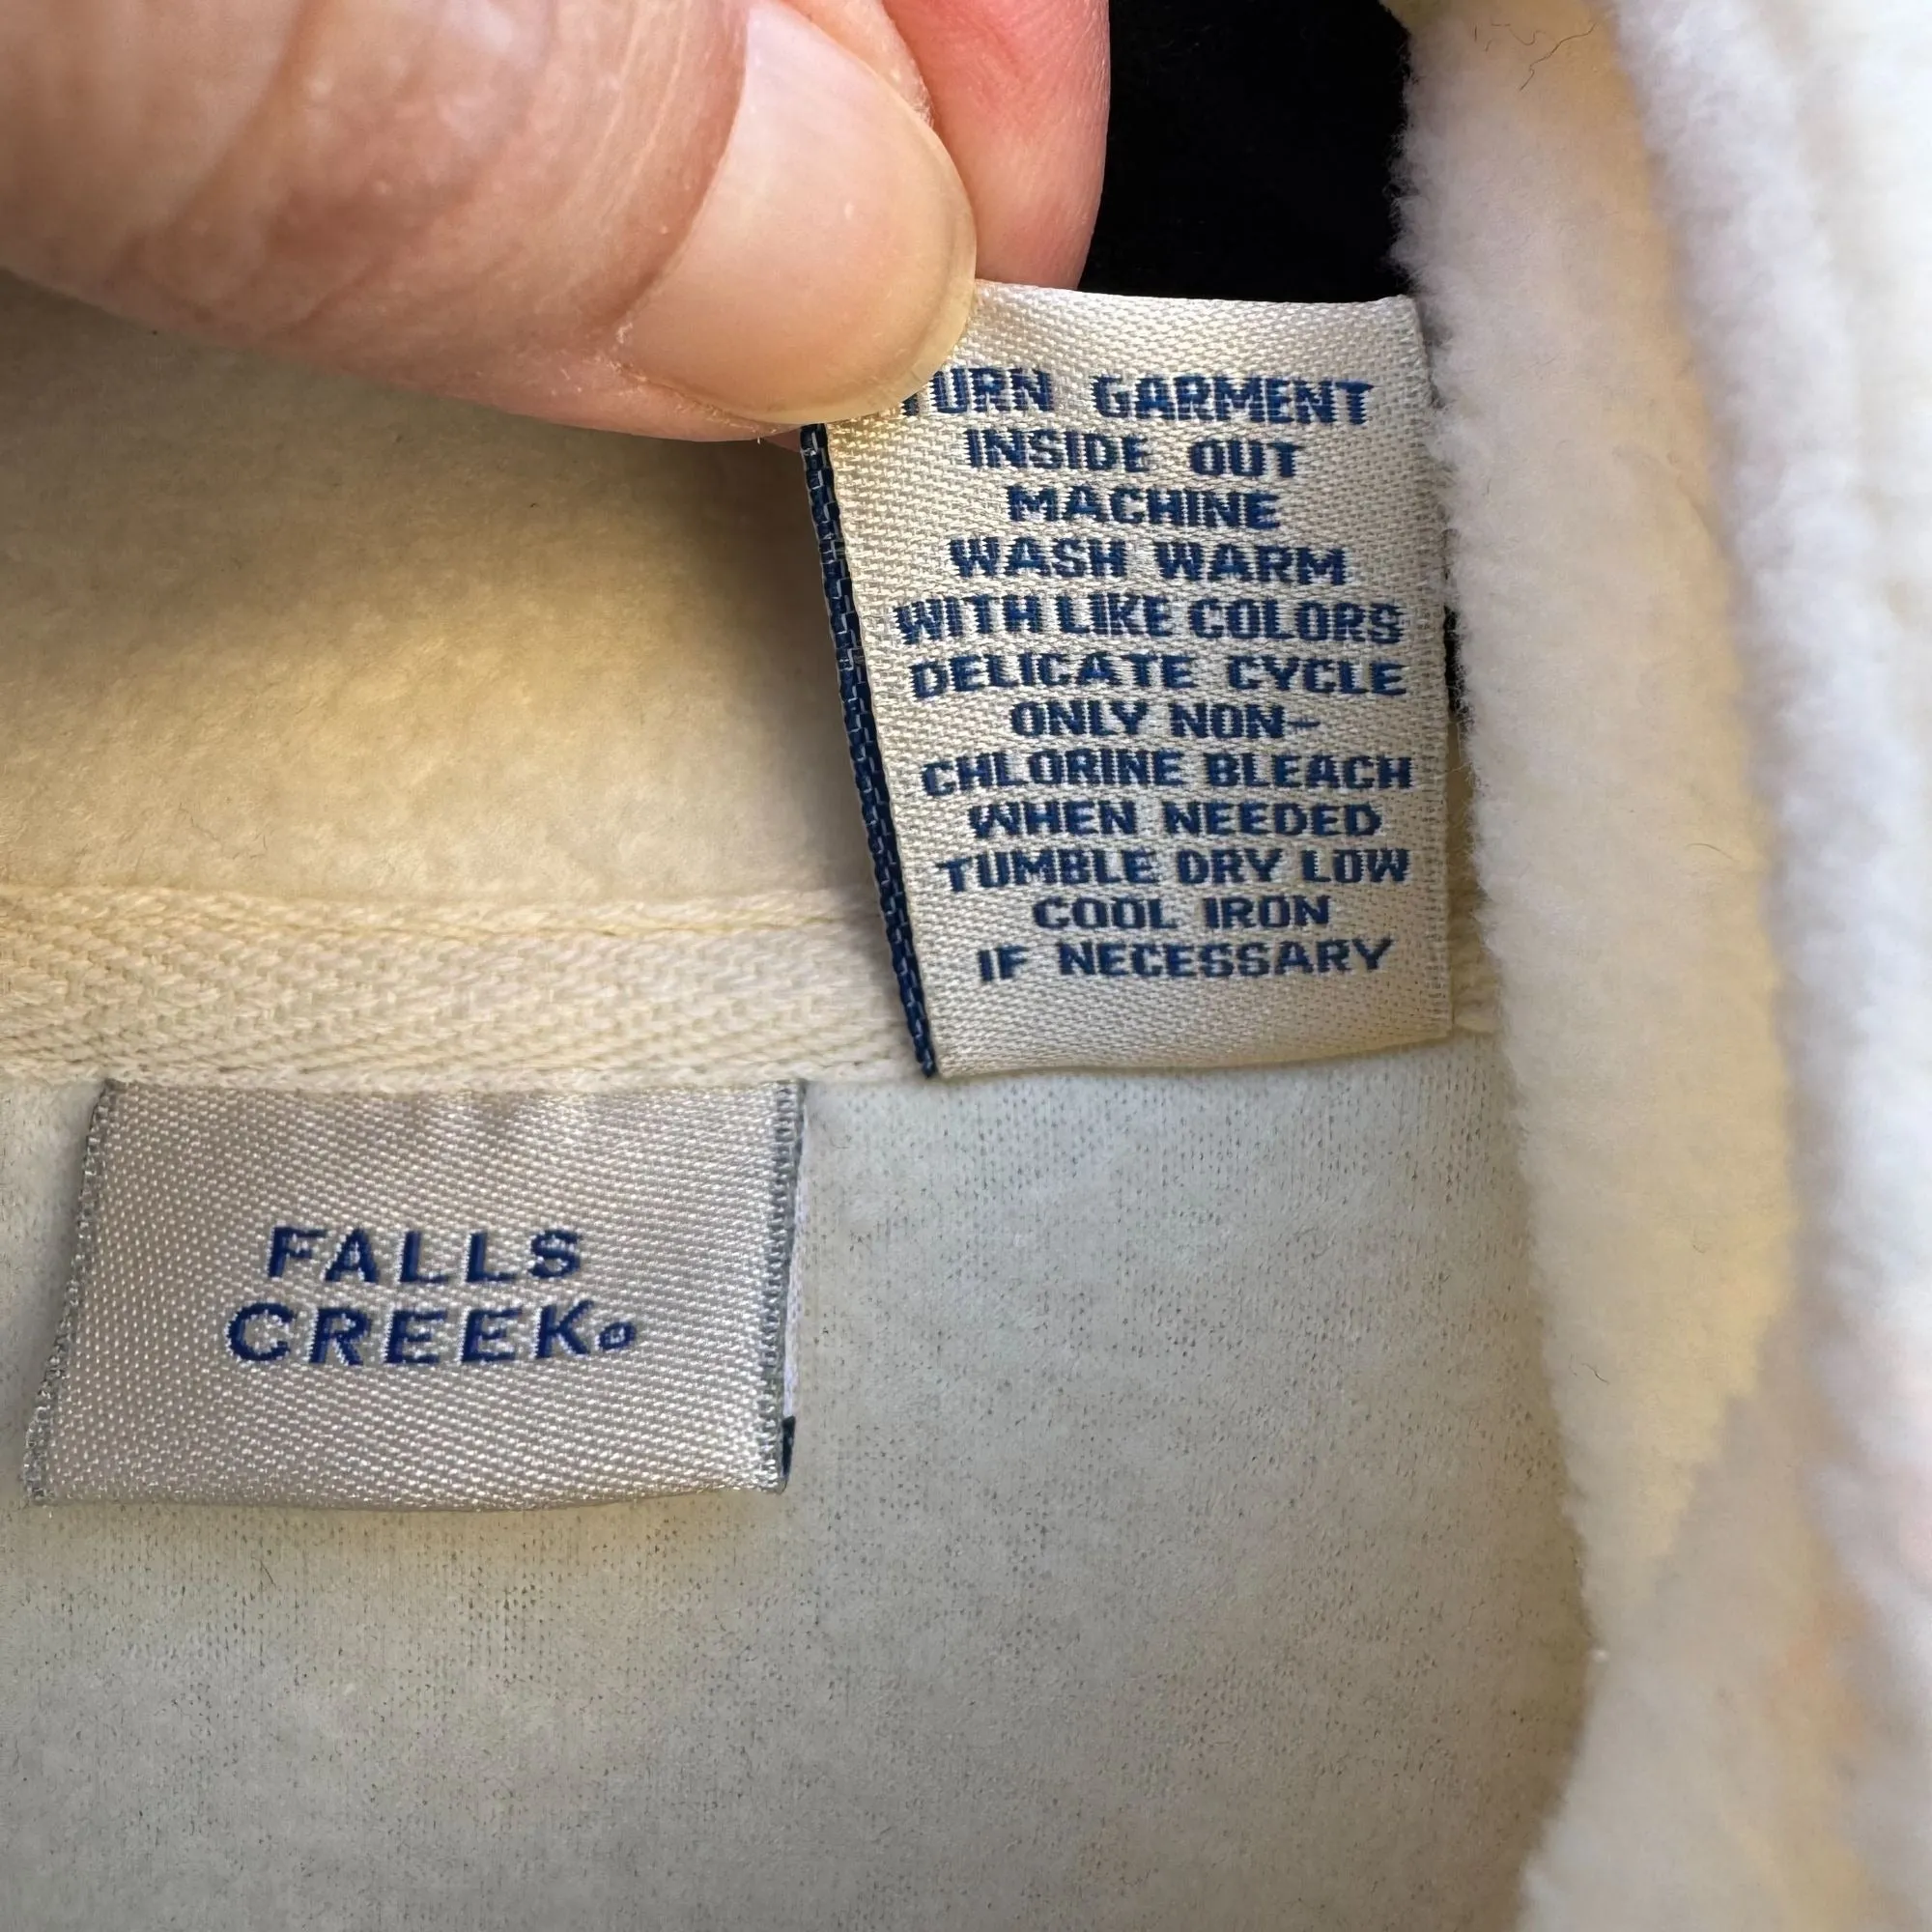 TURN GARMENT
INSIDE OUT
MACHINE
WASH WARM
WITH LIKE COLORS
DELICATE CYCLE
ONLY NON-
CHLORINE BLEACH
WHEN NEEDED
TUMBLE DRY LOW
COOL IRON
IF NECESSARY
FALLS
CREEK®